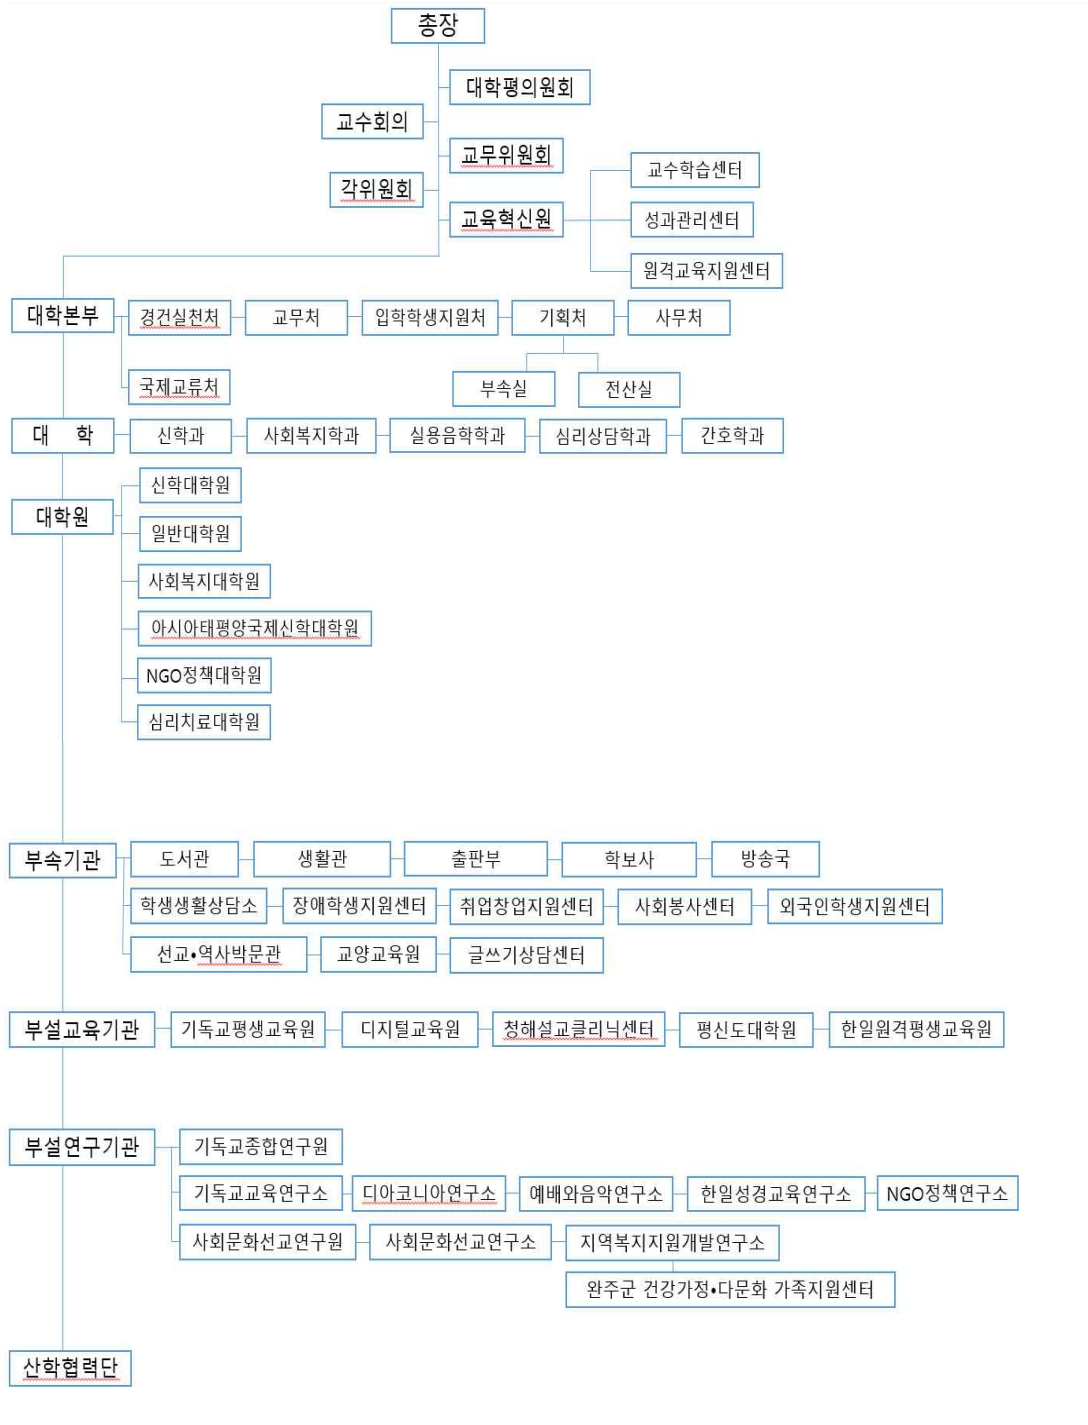 총장
대학평의원회
교수회의
교무위원회
각위원회
교육혁신원
교수학습센터
성과관리센터
원격교육지원센터
대학본부 경건실천처 교무처 입학학생지원처 기획처 사무처
국제교류처 부속실 전산실
대 학 신학과 사회복지학과 실용음학학과 심리상담학과 간호학과
대학원
신학대학원
일반대학원
사회복지대학원
아시아태평양국제신학대학원
NGO정책대학원
심리치료대학원
부속기관 도서관 생활관 출판부 학보사 방송국
학생생활상담소 장애학생지원센터 취업창업지원센터 사회봉사센터 외국인학생지원센터
선교•역사박문관 교양교육원 글쓰기상담센터
부설교육기관 기독교평생교육원 디지털교육원 청해설교클리닉센터 평신도대학원 한일원격평생교육원
부설연구기관 기독교종합연구원
기독교교육연구소 디아코니아연구소 예배와음악연구소 한일성경교육연구소 NGO정책연구소
사회문화선교연구원 사회문화선교연구소 지역복지지원개발연구소
완주군 건강가정•다문화 가족지원센터
산학협력단